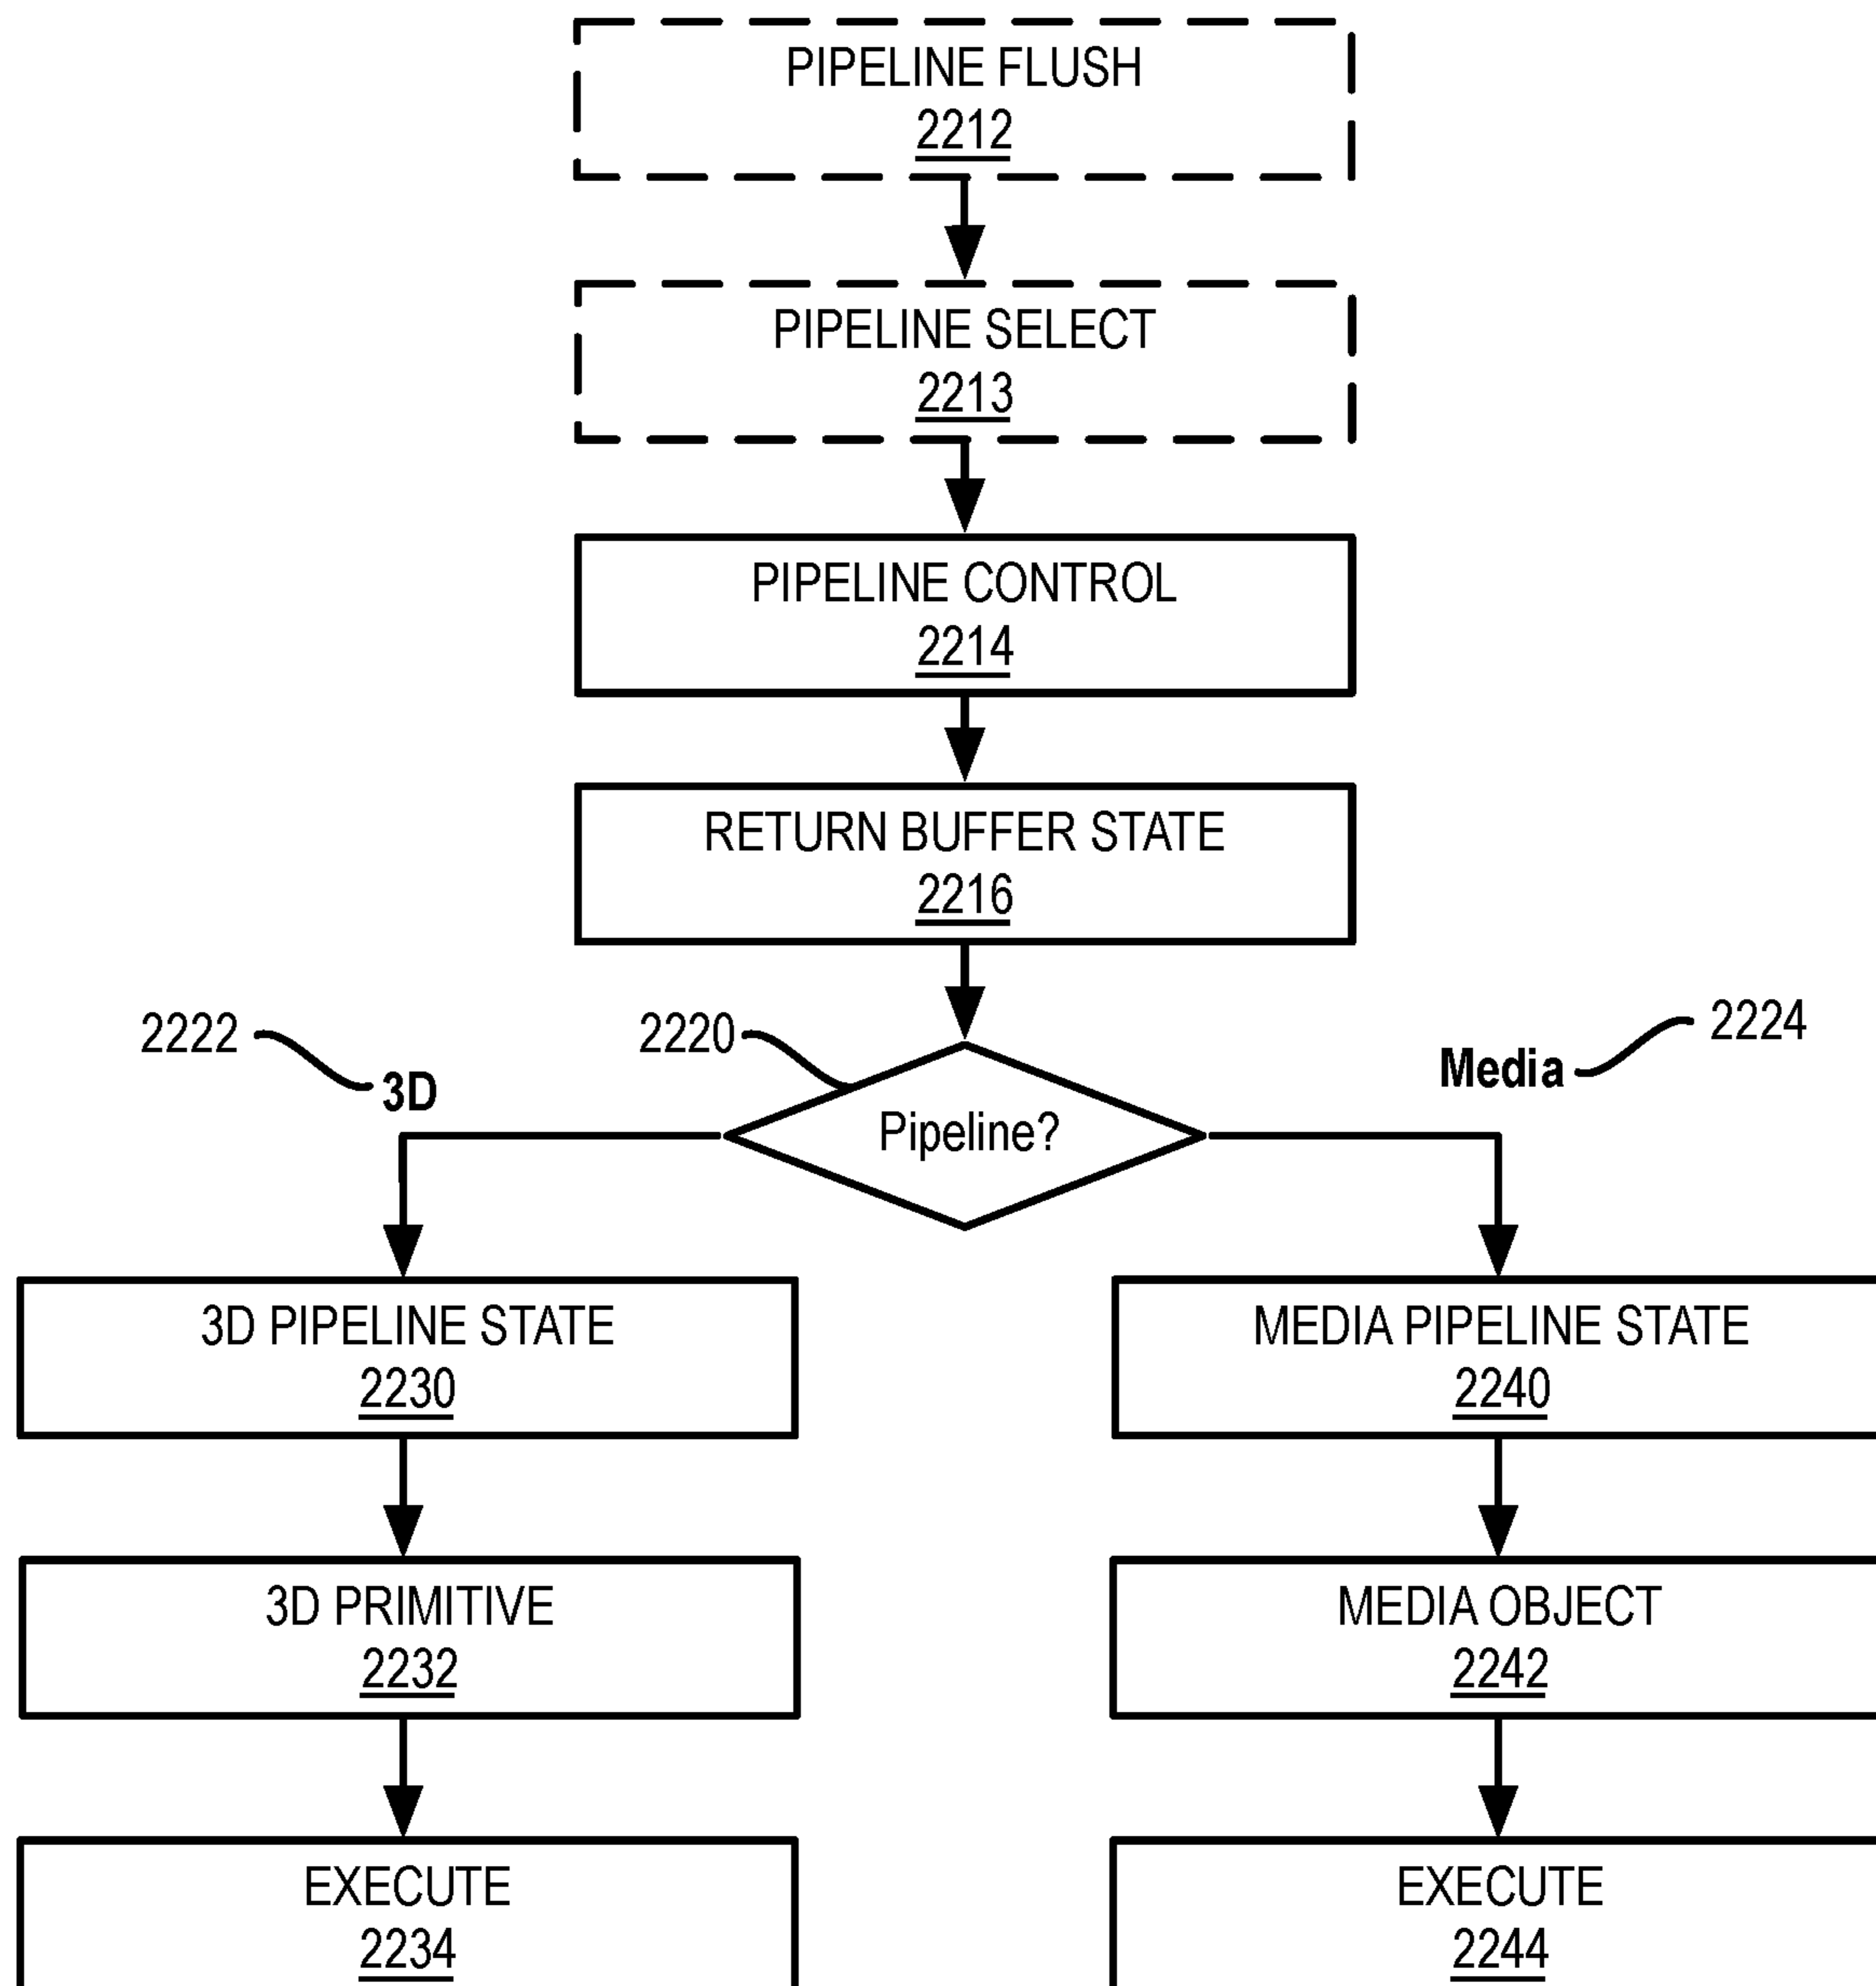 PIPELINE FLUSH
2212
PIPELINE SELECT
2213
PIPELINE CONTROL
2214
RETURN BUFFER STATE
2216
2222
3D
2220
Pipeline?
Media
2224
3D PIPELINE STATE
2230
MEDIA PIPELINE STATE
2240
3D PRIMITIVE
2232
MEDIA OBJECT
2242
EXECUTE
2234
EXECUTE
2244